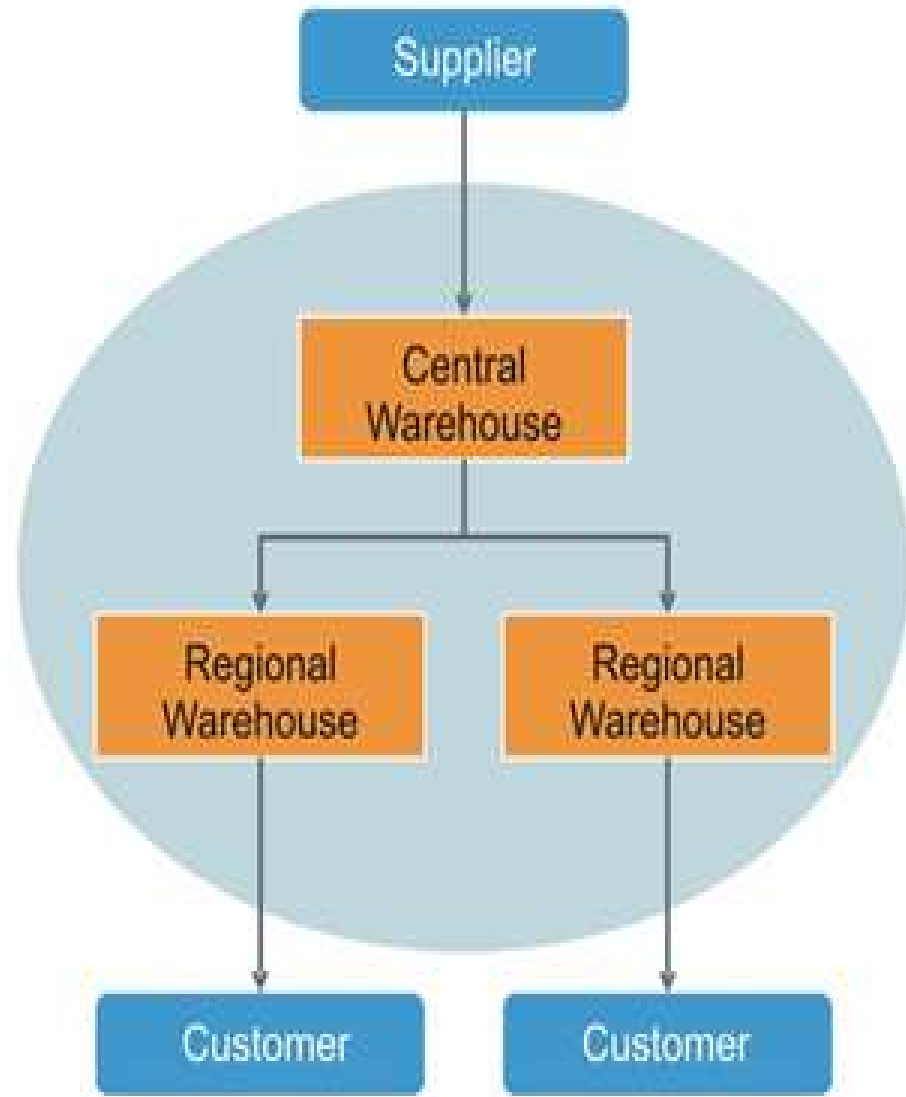 Supplier
Central
Warehouse
Regional
Warehouse
Regional
Warehouse
Customer
Customer